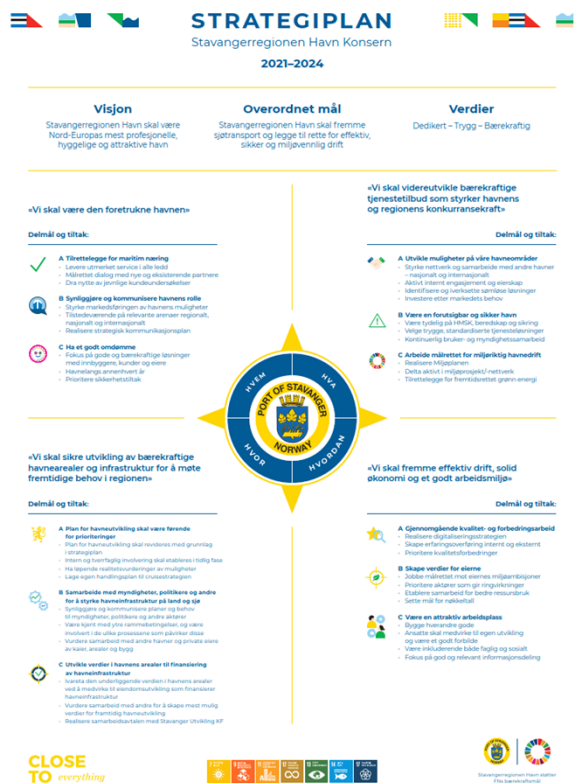 STRATEGIPLAN
Stavangerregionen Havn Konsern
2021–2024
Visjon
Stavangerregionen Havn skal være
Nord-Europas mest profesjonelle,
hyggelige og attraktive havn
Overordnet mål
Stavangerregionen Havn skal fremme
sjøtransport og legge til rette for effektiv,
sikker og miljøvennlig drift
Verdier
Dedikert – Trygg – Bærekraftig
«Vi skal være den foretrukne havnen»
Delmål og tiltak:
A Tilrettelegge for maritim næring
- Levere utmerket service i alle ledd
- Målrettet dialog med nye og eksisterende partnere
- Dra nytte av jevnlige kundeundersøkelser
B Synliggjøre og kommunisere havnens rolle
- Styrke markedsføringen av havnens muligheter
- Tilstedeværende på relevante arenaer regionalt,
nasjonalt og internasjonalt
- Realisere strategisk kommunikasjonsplan
C Ha et godt omdømme
- Fokus på gode og bærekraftige løsninger
med innbyggere, kunder og eiere
- Havnelangs annenhvert år
- Prioritere sikkerhetstiltak
«Vi skal videreutvikle bærekraftige
tjenestetilbud som styrker havnens
og regionens konkurransekraft»
Delmål og tiltak:
A Utvikle muligheter på våre havneområder
- Styrke nettverk og samarbeide med andre havner
– nasjonalt og internasjonalt
- Aktivt internt engasjement og eierskap
- Identifisere og iverksette sømløse løsninger
- Investere etter markedets behov
B Være en forutsigbar og sikker havn
- Være tydelig på HMSK, beredskap og sikring
- Velge trygge, standardiserte tjenesteløsninger
- Kontinuerlig bruker- og myndighetssamarbeid
C Arbeide målrettet for miljøriktig havnedrift
- Realisere Miljøplanen
- Delta aktivt i miljøprosjekt/-nettverk
- Tilrettelegge for fremtidsrettet grønn energi
HVEM
HVA
HVOR
HVORDAN
PORT OF STAVANGER
NORWAY
«Vi skal sikre utvikling av bærekraftige
havnearealer og infrastruktur for å møte
fremtidige behov i regionen»
Delmål og tiltak:
A Plan for havneutvikling skal være førende
for prioriteringer
- Plan for havneutvikling skal revideres med grunnlag
i strategiplan
- Intern og tverrfaglig involvering skal etableres i tidlig fase
- Ha løpende realitetsvurderinger av muligheter
- Lage egen handlingsplan til cruisestrategien
B Samarbeide med myndigheter, politikere og andre
for å styrke havneinfrastruktur på land og sjø
- Synliggjøre og kommunisere planer og behov
til myndigheter, politikere og andre aktører
- Være kjent med ytre rammebetingelser, og være
involvert i de ulike prosessene som påvirker disse
- Vurdere samarbeid med andre havner og private eiere
av kaier, arealer og bygg
C Utvikle verdier i havnens arealer til finansiering
av havneinfrastruktur
- Ivareta den underliggende verdien i havnens arealer
ved å medvirke til eiendomsutvikling som finansierer
havneinfrastruktur
- Vurdere samarbeid med andre for å skape mest mulig
verdier for framtidig havneutvikling
- Realisere samarbeidsavtalen med Stavanger Utvikling KF
«Vi skal fremme effektiv drift, solid
økonomi og et godt arbeidsmiljø»
Delmål og tiltak:
A Gjennomgående kvalitet- og forbedringsarbeid
- Realisere digitaliseringsstrategien
- Skape erfaringsoverføring internt og eksternt
- Prioritere kvalitetsforbedringer
B Skape verdier for eierne
- Jobbe målrettet mot eiernes miljøambisjoner
- Prioritere aktører som gir ringvirkninger
- Etablere samarbeid for bedre ressursbruk
- Sette mål for nøkkeltall
C Være en attraktiv arbeidsplass
- Bygge hverandre gode
- Ansatte skal medvirke til egen utvikling
og være et godt forbilde
- Være inkluderende både faglig og sosialt
- Fokus på god og relevant informasjonsdeling
CLOSE
TO everything
Stavangerregionen Havn støtter
FNs bærekraftsmål